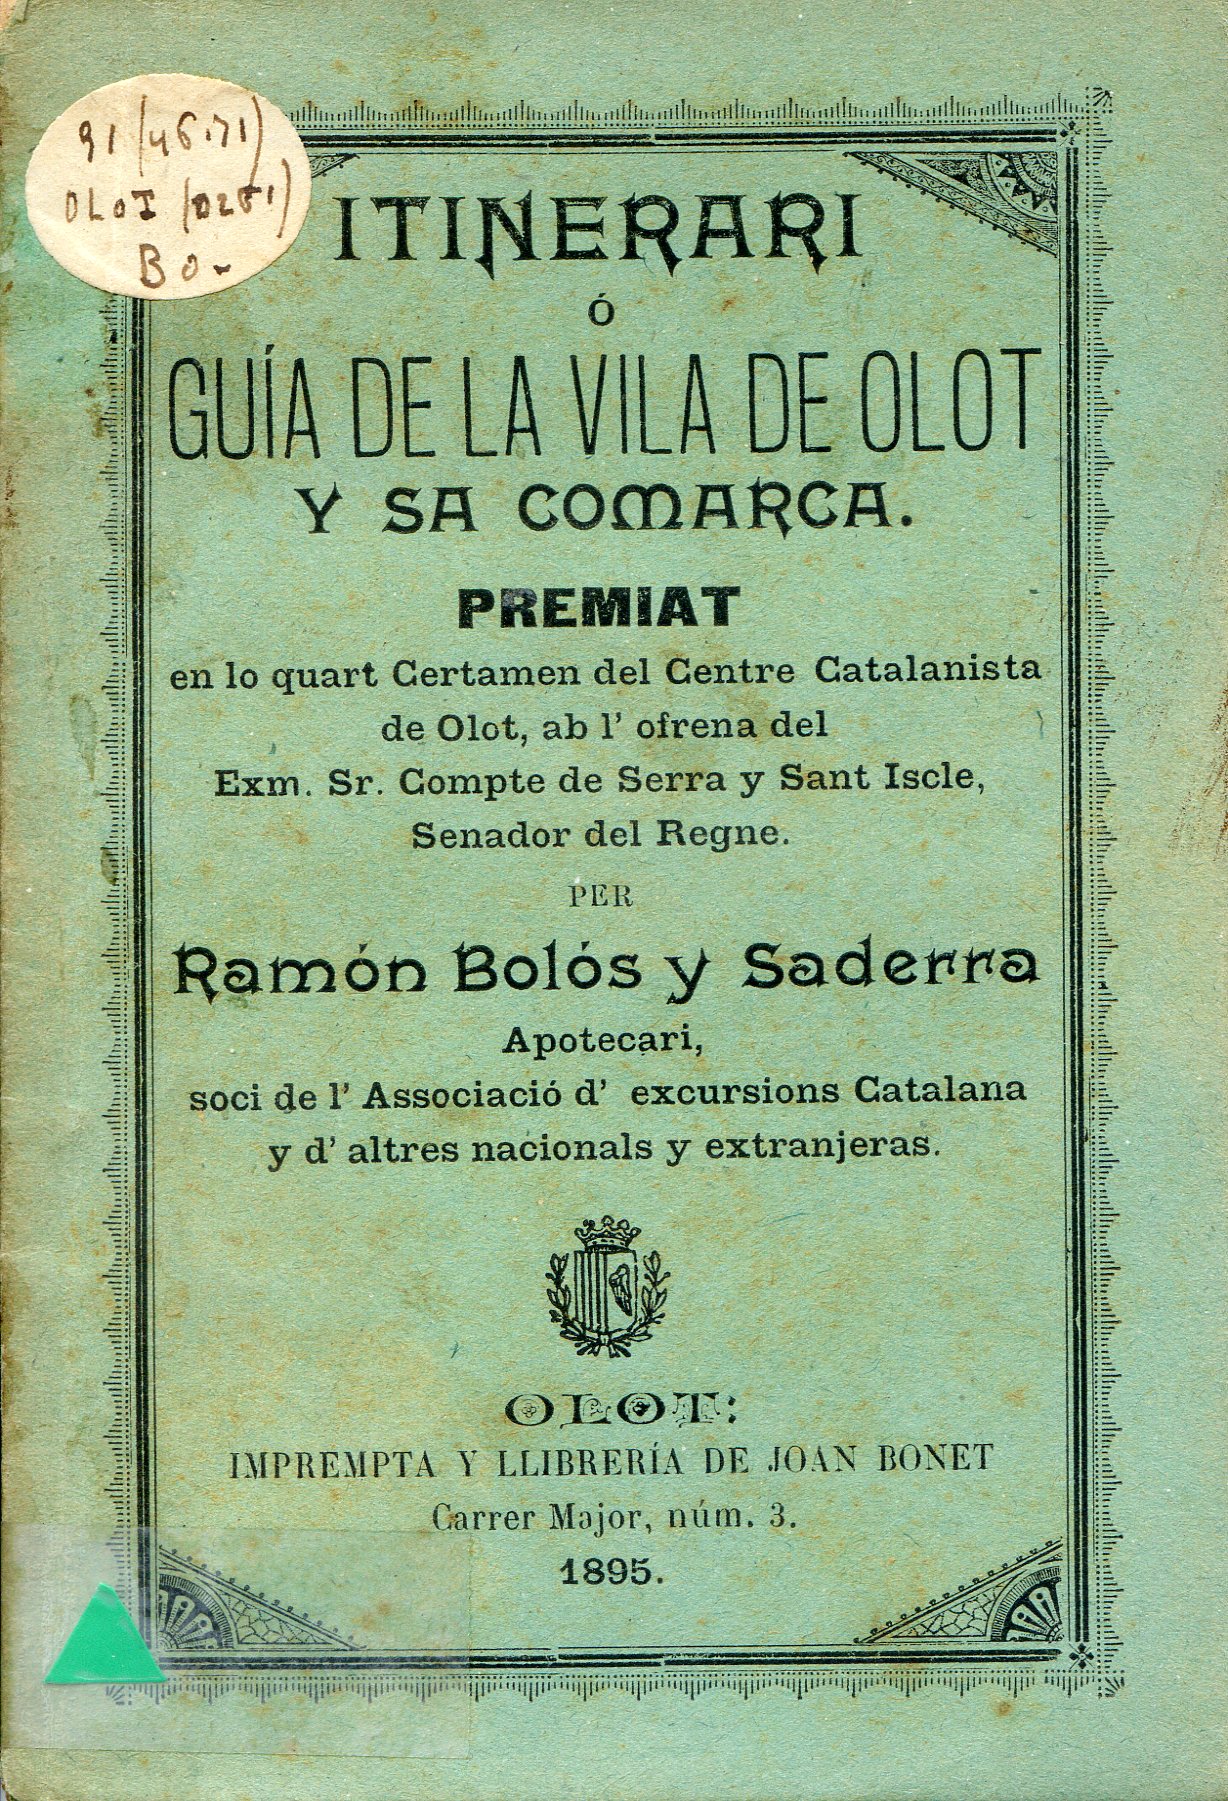 91 (46.71)
OLOT
Bo-
ITINERARI
Ó
GUÍA DE LA VILA DE OLOT
Y SA COMARCA.
PREMIAT
en lo quart Certamen del Centre Catalanista
de Olot, ab l' ofrena del
Exm. Sr. Compte de Serra y Sant Iscle,
Senador del Regne.
PER
Ramón Bolós y Saderra
Apotecari,
soci de l' Associació d' excursions Catalana
y d' altres nacionals y extranjeras.
OLOT:
IMPREMPTA Y LLIBRERÍA DE JOAN BONET
Carrer Major, núm. 3.
1895.